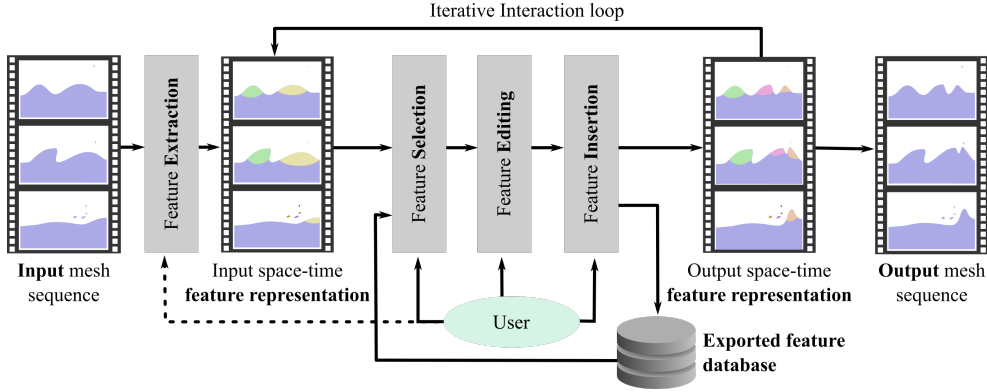 Iterative Interaction loop
Feature Extraction
Feature Selection
Feature Editing
Feature Insertion
Input mesh
sequence
Input space-time
feature representation
Output space-time
feature representation
Output mesh
sequence
User
Exported feature
database